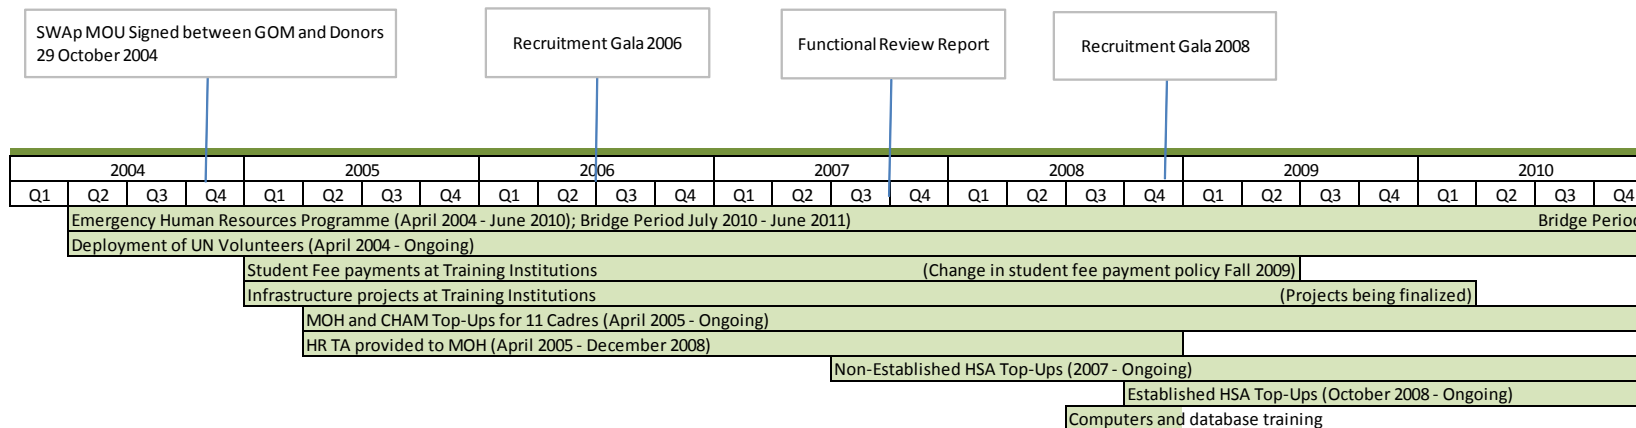 SWAp MOU Signed between GOM and Donors
29 October 2004
Recruitment Gala 2006
Functional Review Report
Recruitment Gala 2008
2004 2005 2006 2007 2008 2009 2010
Q1 Q2 Q3 Q4 Q1 Q2 Q3 Q4 Q1 Q2 Q3 Q4 Q1 Q2 Q3 Q4 Q1 Q2 Q3 Q4 Q1 Q2 Q3 Q4 Q1 Q2 Q3 Q4
Emergency Human Resources Programme (April 2004 - June 2010); Bridge Period July 2010 - June 2011) Bridge Period
Deployment of UN Volunteers (April 2004 - Ongoing)
Student Fee payments at Training Institutions (Change in student fee payment policy Fall 2009)
Infrastructure projects at Training Institutions (Projects being finalized)
MOH and CHAM Top-Ups for 11 Cadres (April 2005 - Ongoing)
HR TA provided to MOH (April 2005 - December 2008)
Non-Established HSA Top-Ups (2007 - Ongoing)
Established HSA Top-Ups (October 2008 - Ongoing)
Computers and database training